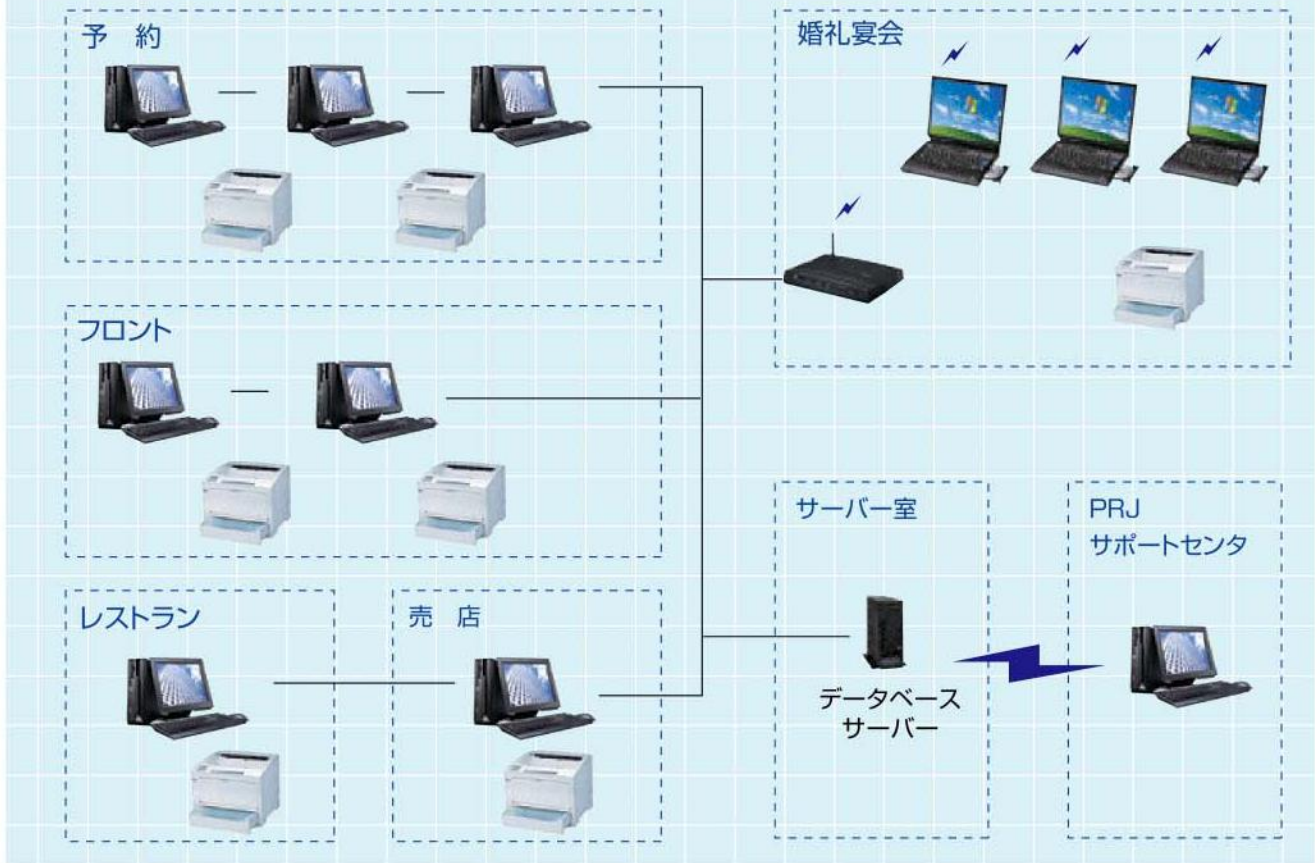 予 約
婚礼宴会
フロント
サーバー室
PRJ
サポートセンタ
レストラン
売 店
データベース
サーバー